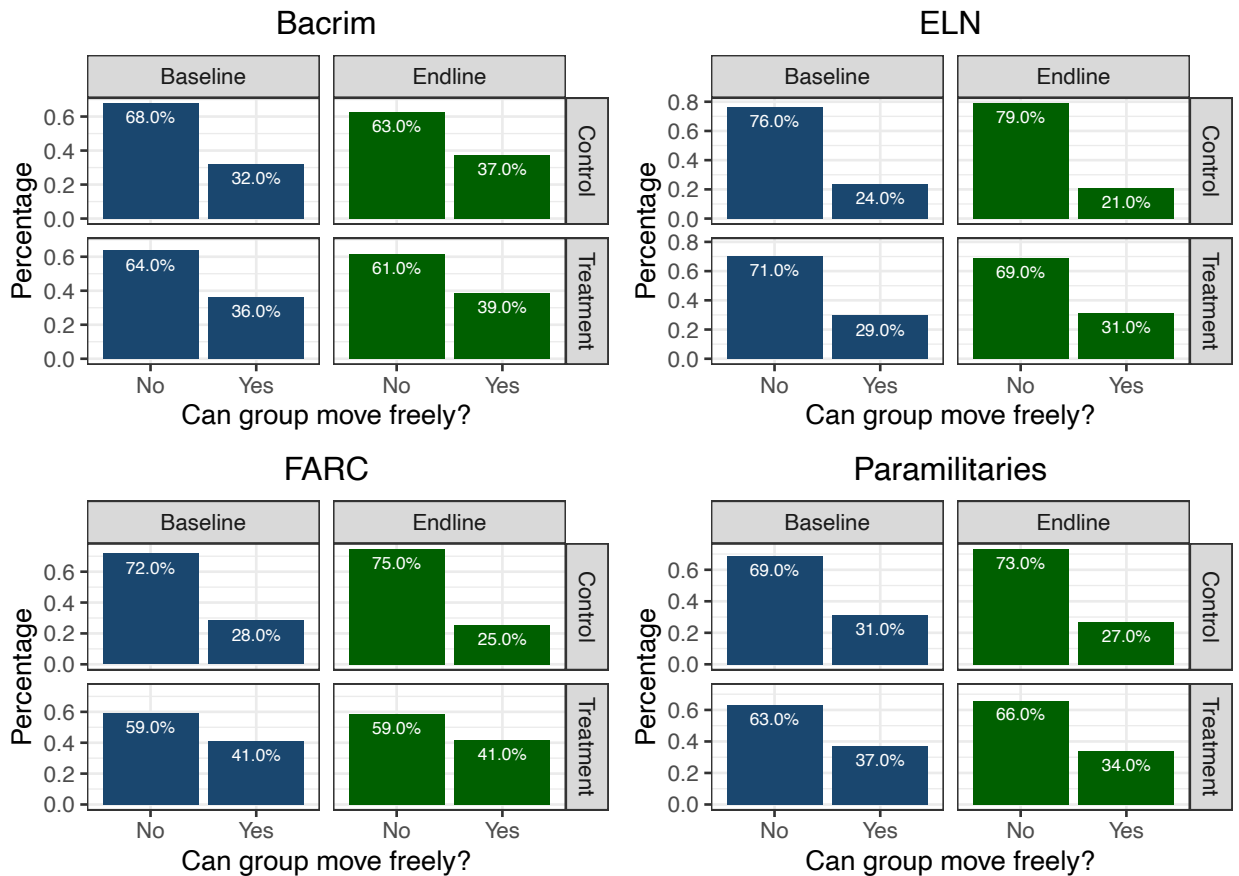 Bacrim
Baseline
Endline
Percentage
0.6
0.4
0.2
0.0
68.0%
32.0%
63.0%
37.0%
Control
0.6
0.4
0.2
0.0
64.0%
36.0%
61.0%
39.0%
Treatment
No
Yes
No
Yes
Can group move freely?
ELN
Baseline
Endline
Percentage
0.8
0.6
0.4
0.2
0.0
76.0%
24.0%
79.0%
21.0%
Control
0.8
0.6
0.4
0.2
0.0
71.0%
29.0%
69.0%
31.0%
Treatment
No
Yes
No
Yes
Can group move freely?
FARC
Baseline
Endline
Percentage
0.6
0.4
0.2
0.0
72.0%
28.0%
75.0%
25.0%
Control
0.6
0.4
0.2
0.0
59.0%
41.0%
59.0%
41.0%
Treatment
No
Yes
No
Yes
Can group move freely?
Paramilitaries
Baseline
Endline
Percentage
0.6
0.4
0.2
0.0
69.0%
31.0%
73.0%
27.0%
Control
0.6
0.4
0.2
0.0
63.0%
37.0%
66.0%
34.0%
Treatment
No
Yes
No
Yes
Can group move freely?